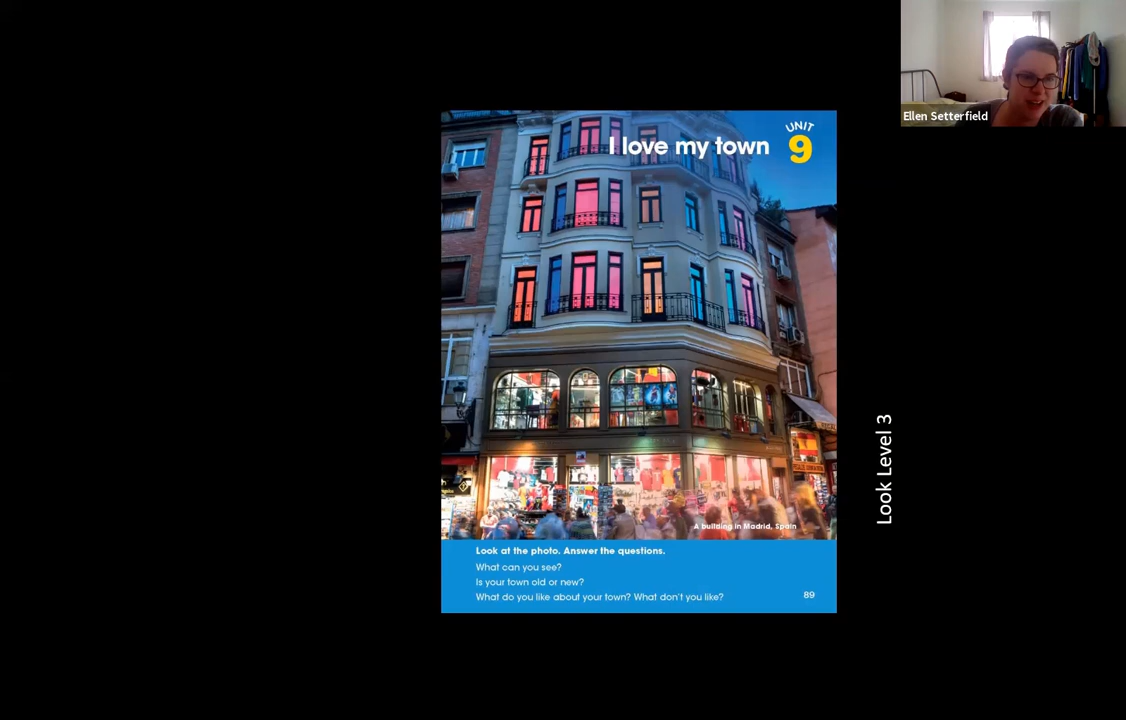 Ellen Setterfield
UNIT
9
I love my town
A building in Madrid, Spain
Look at the photo. Answer the questions.
What can you see?
Is your town old or new?
What do you like about your town? What don't you like?
89
Look Level 3